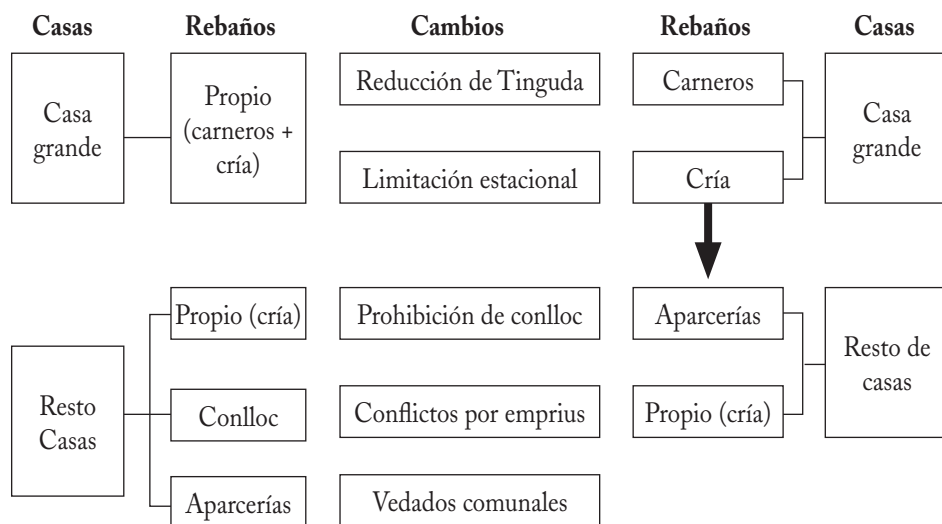 Casas
Rebaños
Cambios
Rebaños
Casas
Casa
grande
Propio
(carneros +
cría)
Reducción de Tinguda
Limitación estacional
Carneros
Cría
Casa
grande
Resto
Casas
Propio (cría)
Conlloc
Aparcerías
Prohibición de conlloc
Conflictos por emprius
Vedados comunales
Aparcerías
Propio (cría)
Resto de
casas